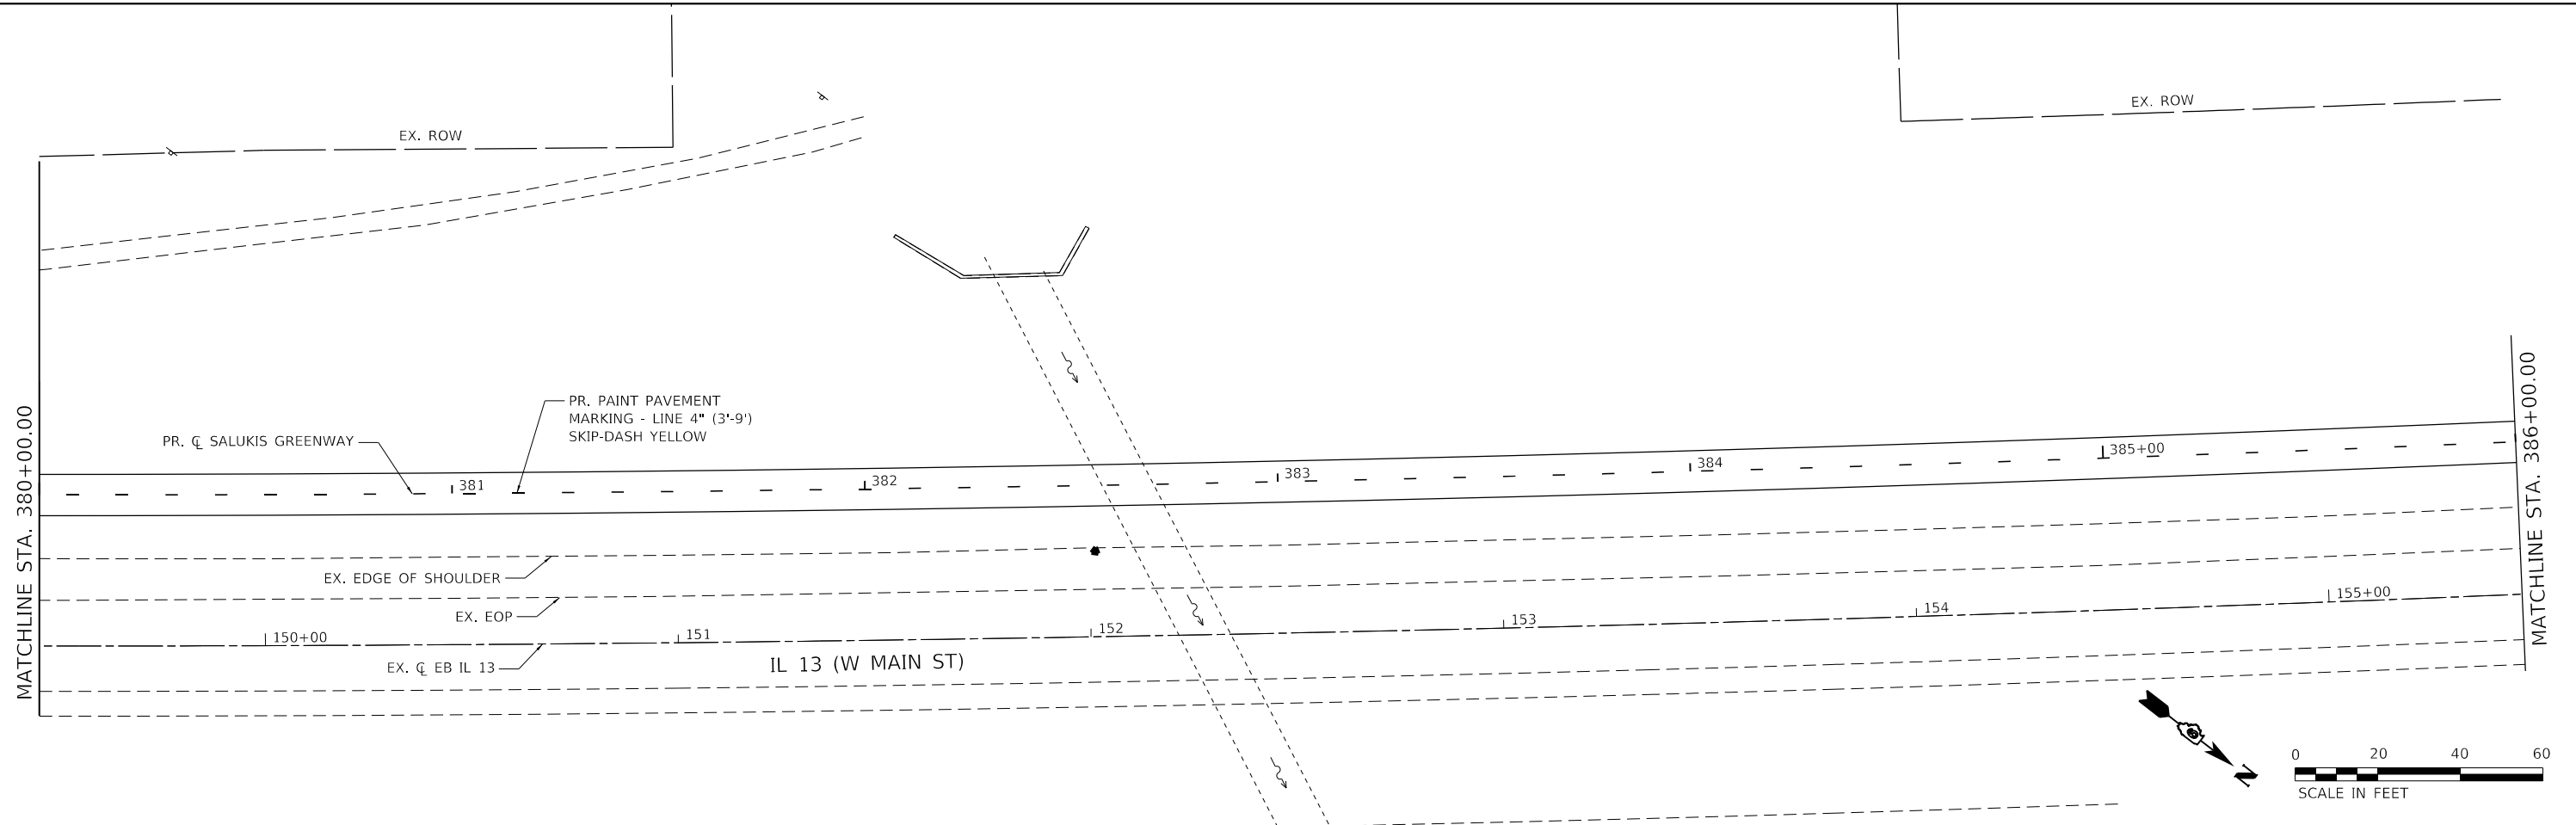 EX. ROW
EX. ROW
PR. PAINT PAVEMENT
MARKING - LINE 4" (3'-9')
SKIP-DASH YELLOW
PR. ℄ SALUKIS GREENWAY
381
382
383
384
385+00
EX. EDGE OF SHOULDER
EX. EOP
150+00
151
152
153
154
155+00
EX. ℄ EB IL 13
IL 13 (W MAIN ST)
MATCHLINE STA. 380+00.00
MATCHLINE STA. 386+00.00
N
0 20 40 60
SCALE IN FEET